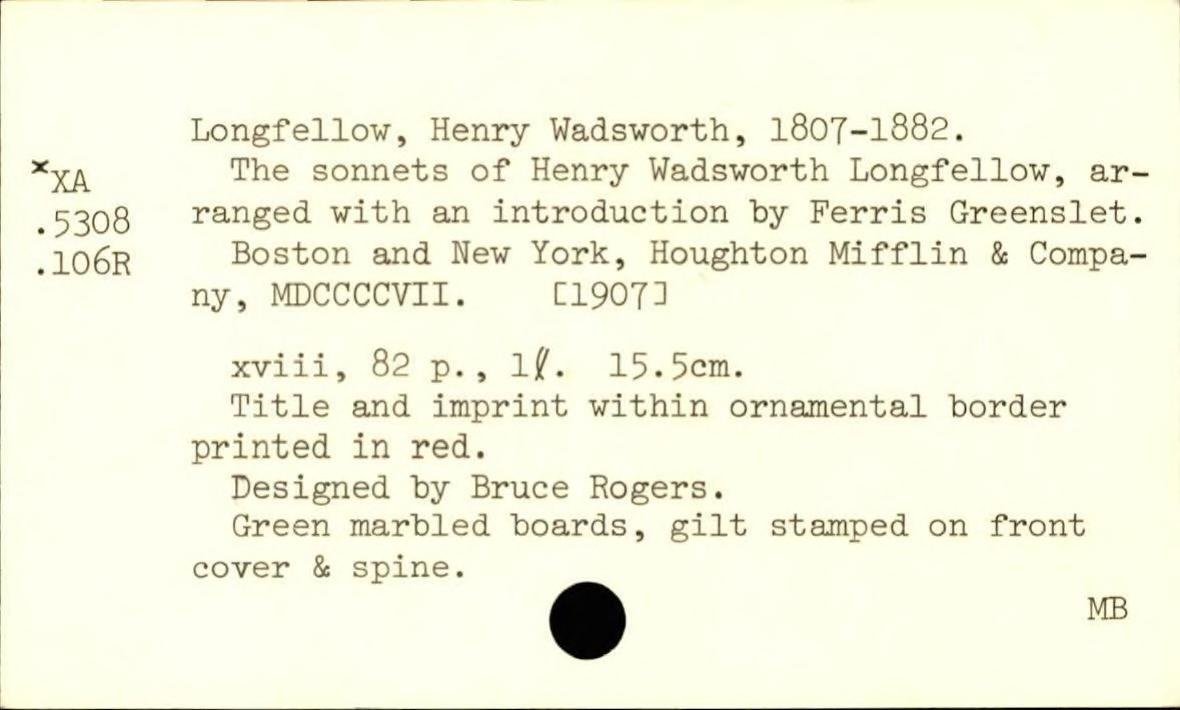 Longfellow, Henry Wadsworth, 1807-1882.
xXA
The sonnets of Henry Wadsworth Longfellow, ar-
.5308
ranged with an introduction by Ferris Greenslet.
.106R
Boston and New York, Houghton Mifflin & Compa-
ny, MDCCCCVII. [1907]
xviii, 82 p., 1ℓ. 15.5cm.
Title and imprint within ornamental border
printed in red.
Designed by Bruce Rogers.
Green marbled boards, gilt stamped on front
cover & spine.
MB